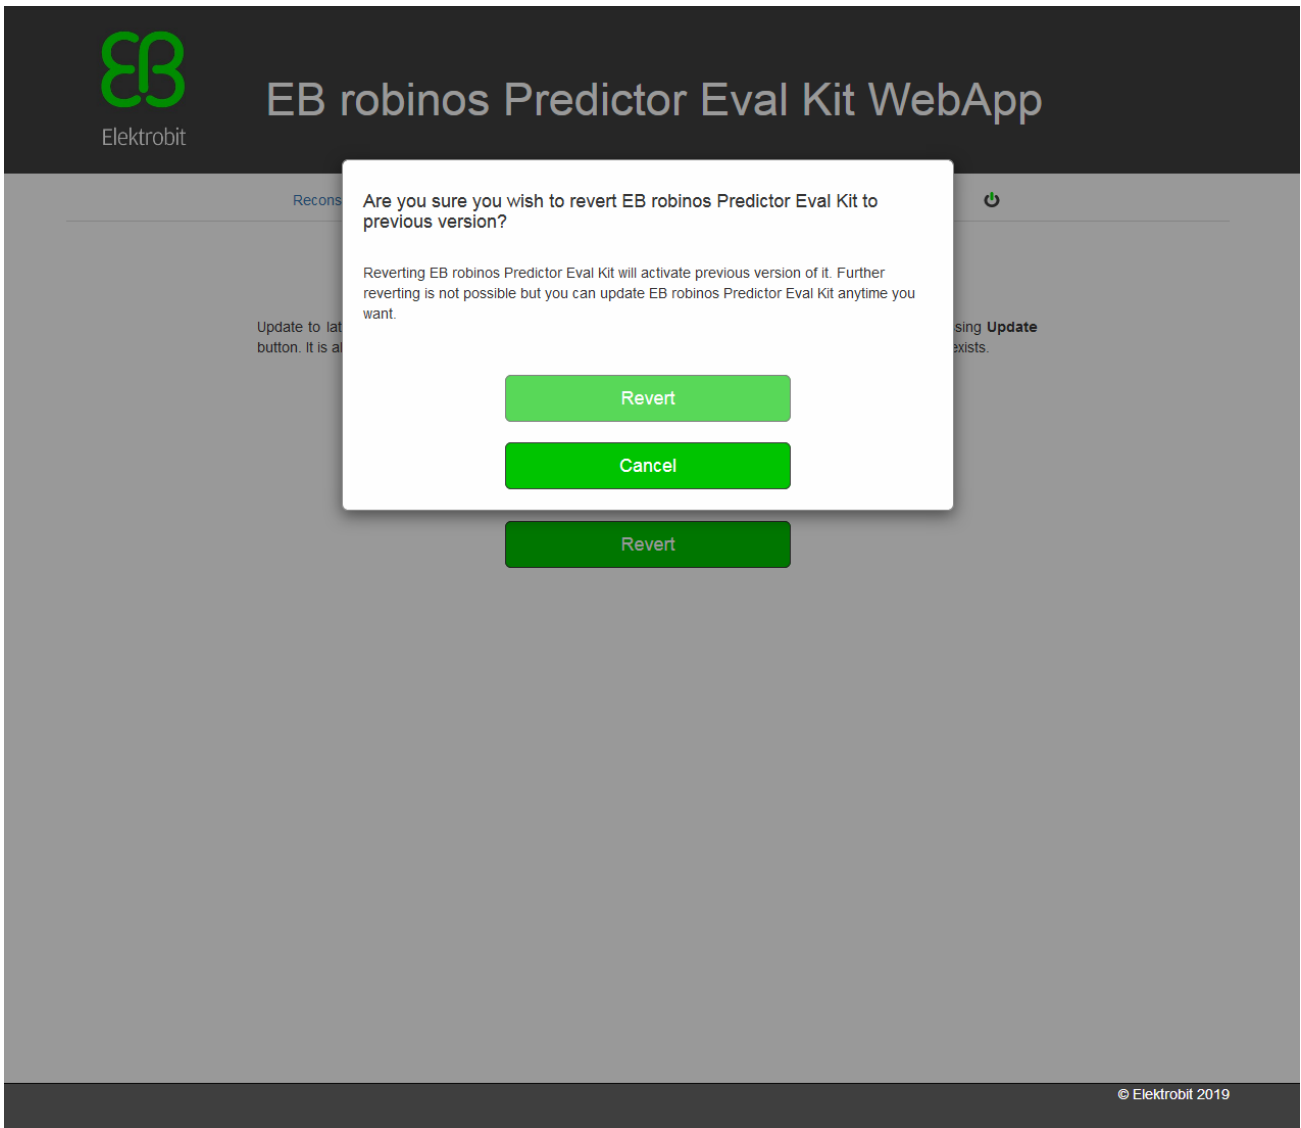 EB
Elektrobit
EB robinos Predictor Eval Kit WebApp
Recons
Are you sure you wish to revert EB robinos Predictor Eval Kit to
previous version?
Reverting EB robinos Predictor Eval Kit will activate previous version of it. Further
reverting is not possible but you can update EB robinos Predictor Eval Kit anytime you
want.
Update to lat sing Update
button. It is al exists.
Revert
Cancel
Revert
© Elektrobit 2019